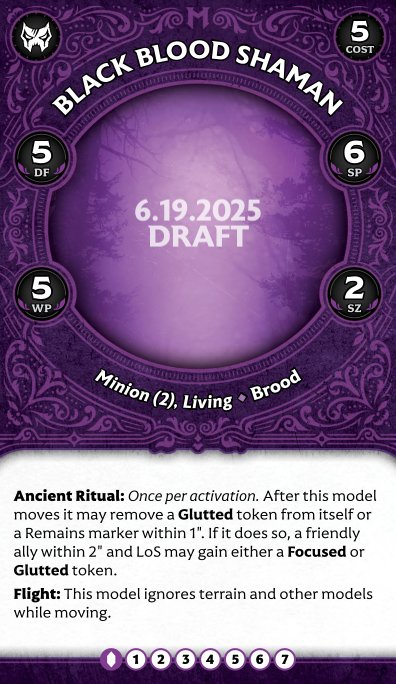 5
COST
BLACK BLOOD SHAMAN
5
DF
6
SP
6.19.2025
DRAFT
5
WP
2
SZ
Minion (2), Living ◆ Brood
Ancient Ritual: Once per activation. After this model
moves it may remove a Glutted token from itself or
a Remains marker within 1". If it does so, a friendly
ally within 2" and LoS may gain either a Focused or
Glutted token.
Flight: This model ignores terrain and other models
while moving.
1 2 3 4 5 6 7